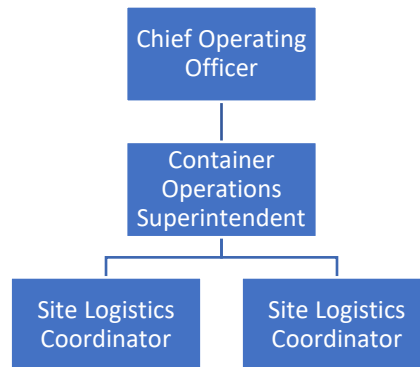 Chief Operating
Officer
Container
Operations
Superintendent
Site Logistics
Coordinator
Site Logistics
Coordinator